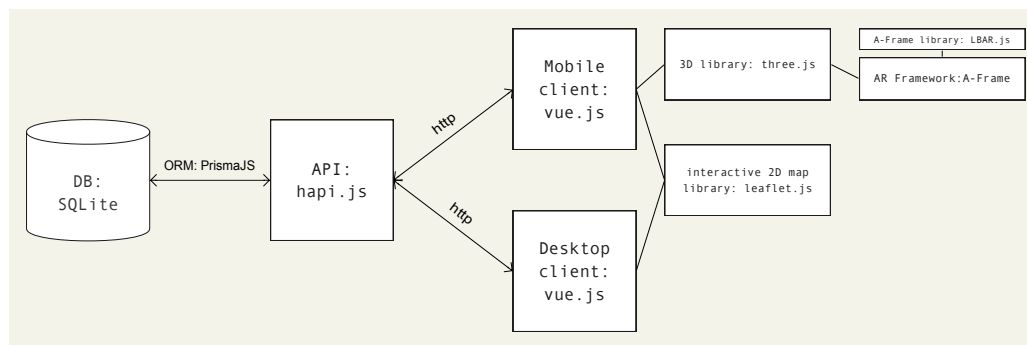 DB:
SQLite
ORM: PrismaJS
API:
hapi.js
http
http
Mobile
client:
vue.js
Desktop
client:
vue.js
3D library: three.js
interactive 2D map
library: leaflet.js
A-Frame library: LBAR.js
AR Framework:A-Frame